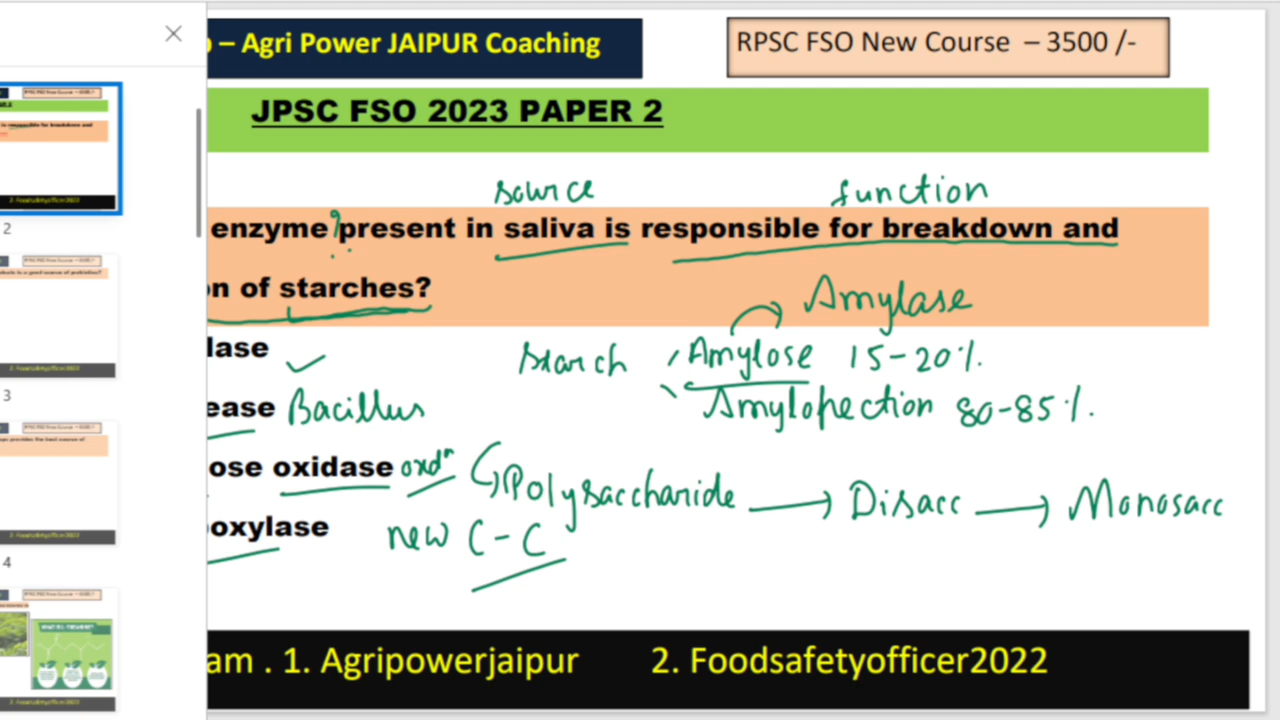 – Agri Power JAIPUR Coaching
RPSC FSO New Course – 3500 /-
JPSC FSO 2023 PAPER 2
source
function
enzyme ? present in saliva is responsible for breakdown and
on of starches?
Amylase
lase
starch Amylose 15-20%.
ease Bacillus
Amylopection 80-85%.
ose oxidase oxdn
Polysaccharide → Disacc → Monosacc
oxylase new C-C
am . 1. Agripowerjaipur 2. Foodsafetyofficer2022
2
3
4